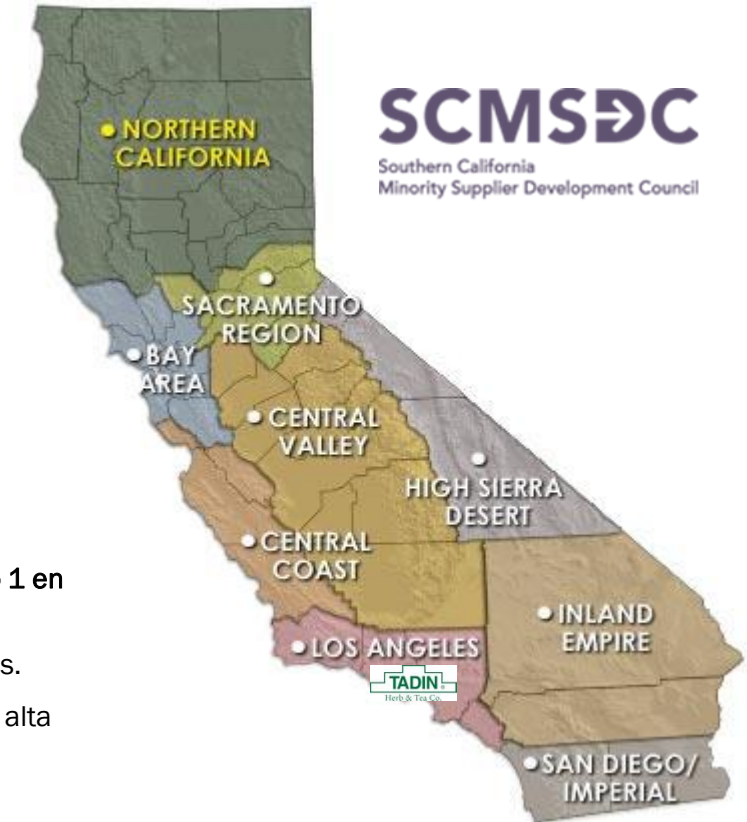 SCMSDC
Southern California
Minority Supplier Development Council
NORTHERN
CALIFORNIA
SACRAMENTO
REGION
BAY
AREA
CENTRAL
VALLEY
HIGH SIERRA
DESERT
CENTRAL
COAST
1 en
INLAND
EMPIRE
LOS ANGELES
s.
TADIN
Herb & Tea Co.
alta
SAN DIEGO/
IMPERIAL